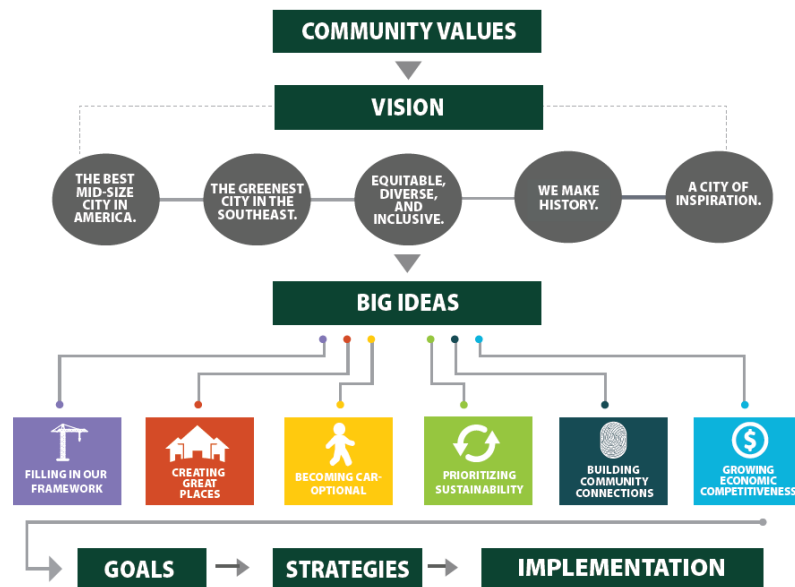 COMMUNITY VALUES
VISION
THE BEST
MID-SIZE
CITY IN
AMERICA.
THE GREENEST
CITY IN THE
SOUTHEAST.
EQUITABLE,
DIVERSE,
AND
INCLUSIVE.
WE MAKE
HISTORY.
A CITY OF
INSPIRATION.
BIG IDEAS
FILLING IN OUR
FRAMEWORK
CREATING
GREAT
PLACES
BECOMING CAR-
OPTIONAL
PRIORITIZING
SUSTAINABILITY
BUILDING
COMMUNITY
CONNECTIONS
$
GROWING
ECONOMIC
COMPETITIVENESS
GOALS
STRATEGIES
IMPLEMENTATION